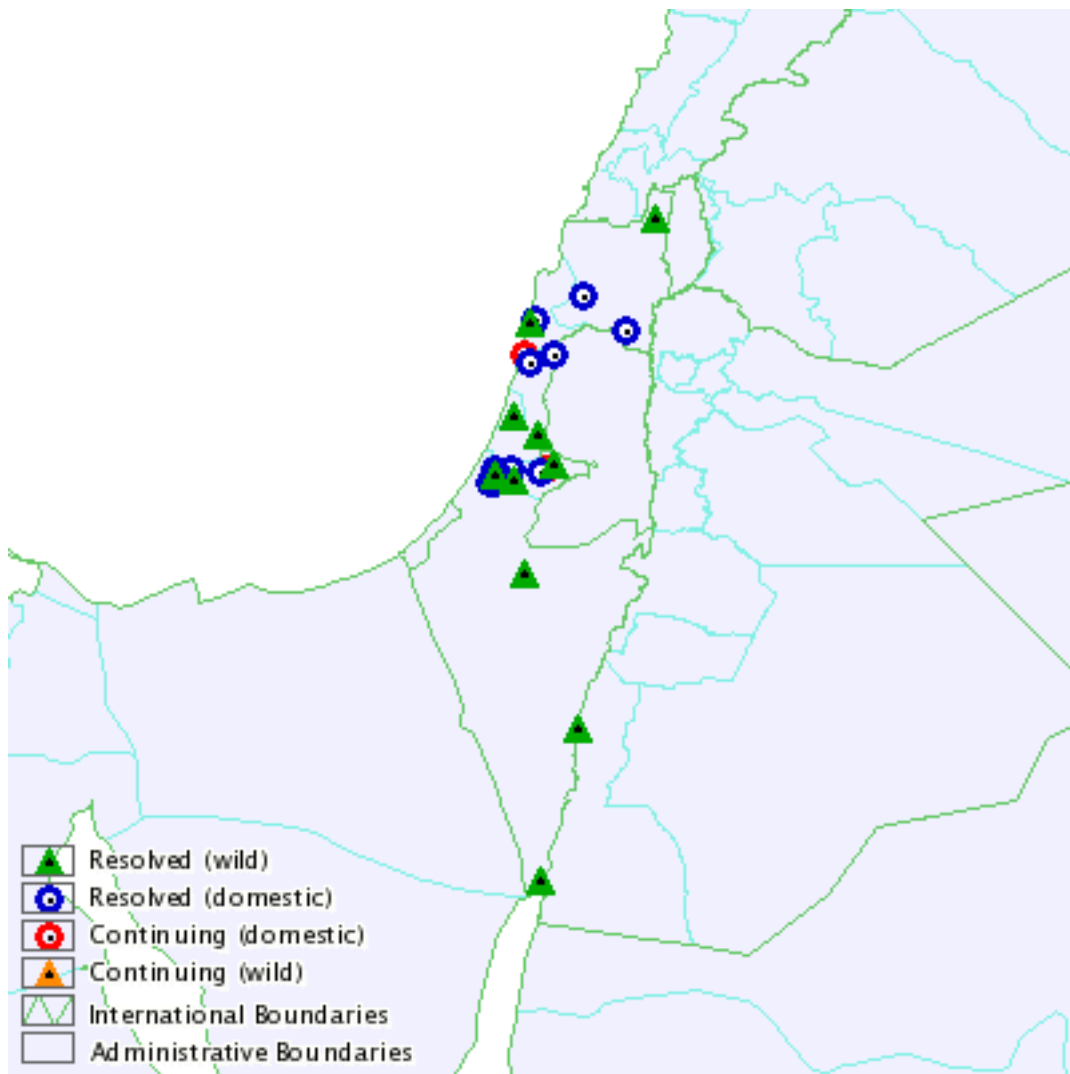 Resolved (wild)
Resolved (domestic)
Continuing (domestic)
Continuing (wild)
International Boundaries
Administrative Boundaries